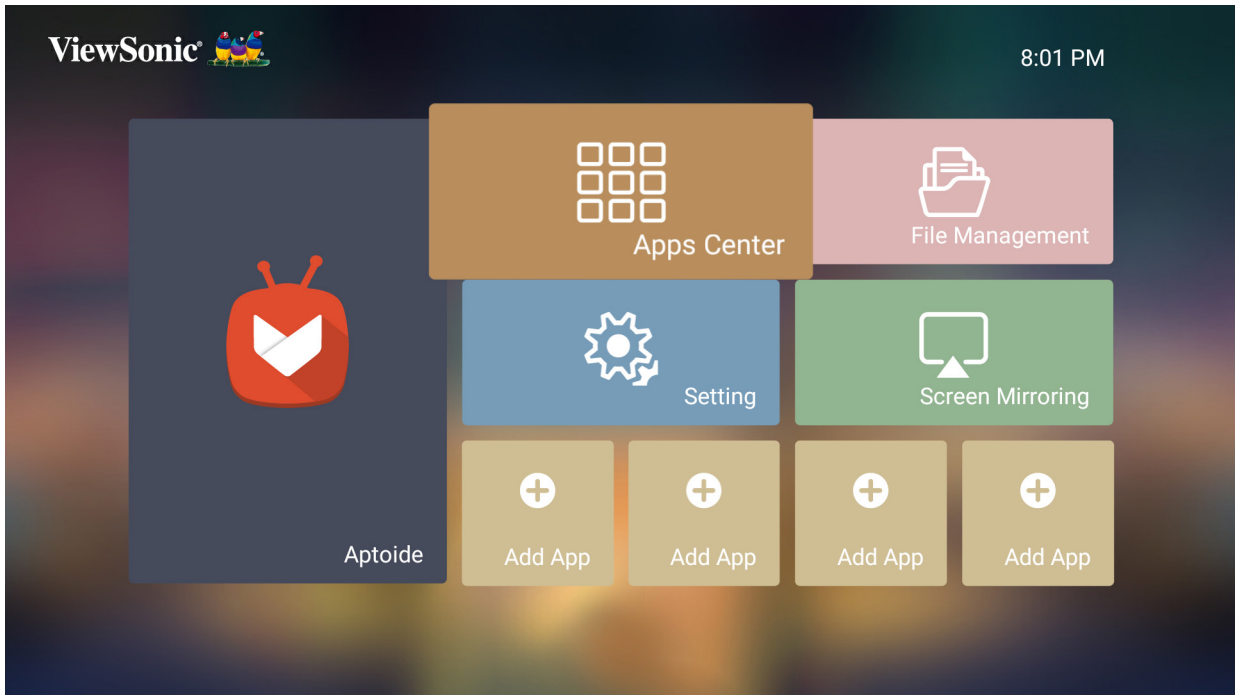 ViewSonic®
8:01 PM
Apps Center
File Management
Setting
Screen Mirroring
Aptoide
Add App
Add App
Add App
Add App